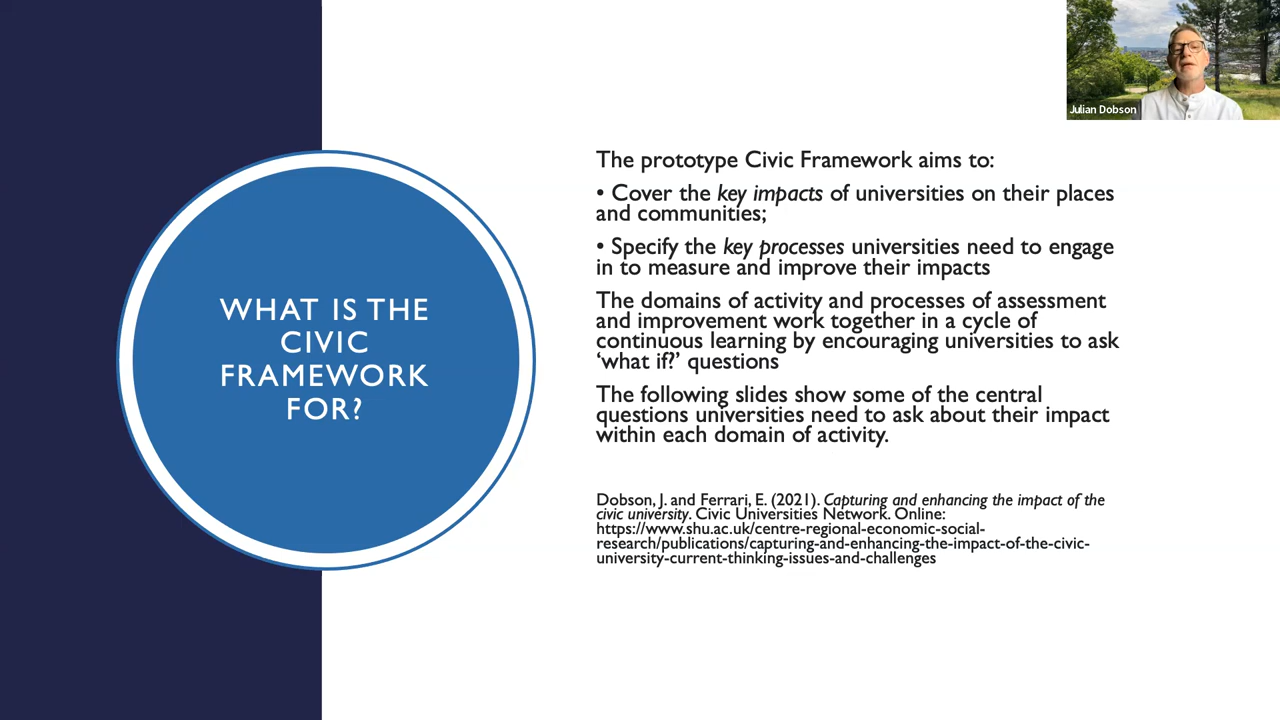 Julian Dobson
WHAT IS THE
CIVIC
FRAMEWORK
FOR?
The prototype Civic Framework aims to:
• Cover the key impacts of universities on their places
and communities;
• Specify the key processes universities need to engage
in to measure and improve their impacts
The domains of activity and processes of assessment
and improvement work together in a cycle of
continuous learning by encouraging universities to ask
‘what if?’ questions
The following slides show some of the central
questions universities need to ask about their impact
within each domain of activity.
Dobson, J. and Ferrari, E. (2021). Capturing and enhancing the impact of the
civic university. Civic Universities Network. Online:
https://www.shu.ac.uk/centre-regional-economic-social-
research/publications/capturing-and-enhancing-the-impact-of-the-civic-
university-current-thinking-issues-and-challenges